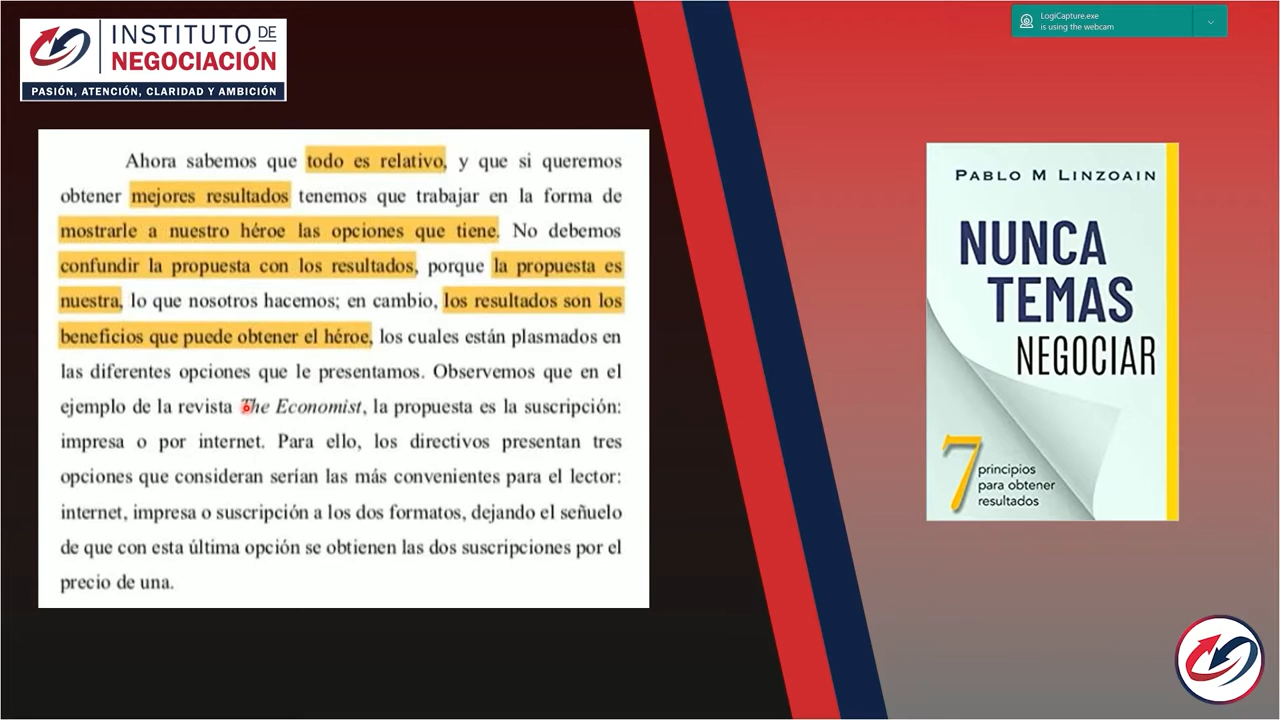 INSTITUTO DE
NEGOCIACIÓN
PASIÓN, ATENCIÓN, CLARIDAD Y AMBICIÓN
LogiCapture.exe
is using the webcam
Ahora sabemos que todo es relativo, y que si queremos
obtener mejores resultados tenemos que trabajar en la forma de
mostrarle a nuestro héroe las opciones que tiene. No debemos
confundir la propuesta con los resultados, porque la propuesta es
nuestra, lo que nosotros hacemos; en cambio, los resultados son los
beneficios que puede obtener el héroe, los cuales están plasmados en
las diferentes opciones que le presentamos. Observemos que en el
ejemplo de la revista The Economist, la propuesta es la suscripción:
impresa o por internet. Para ello, los directivos presentan tres
opciones que consideran serían las más convenientes para el lector:
internet, impresa o suscripción a los dos formatos, dejando el señuelo
de que con esta última opción se obtienen las dos suscripciones por el
precio de una.
PABLO M LINZOAIN
NUNCA
TEMAS
NEGOCIAR
7 principios
para obtener
resultados